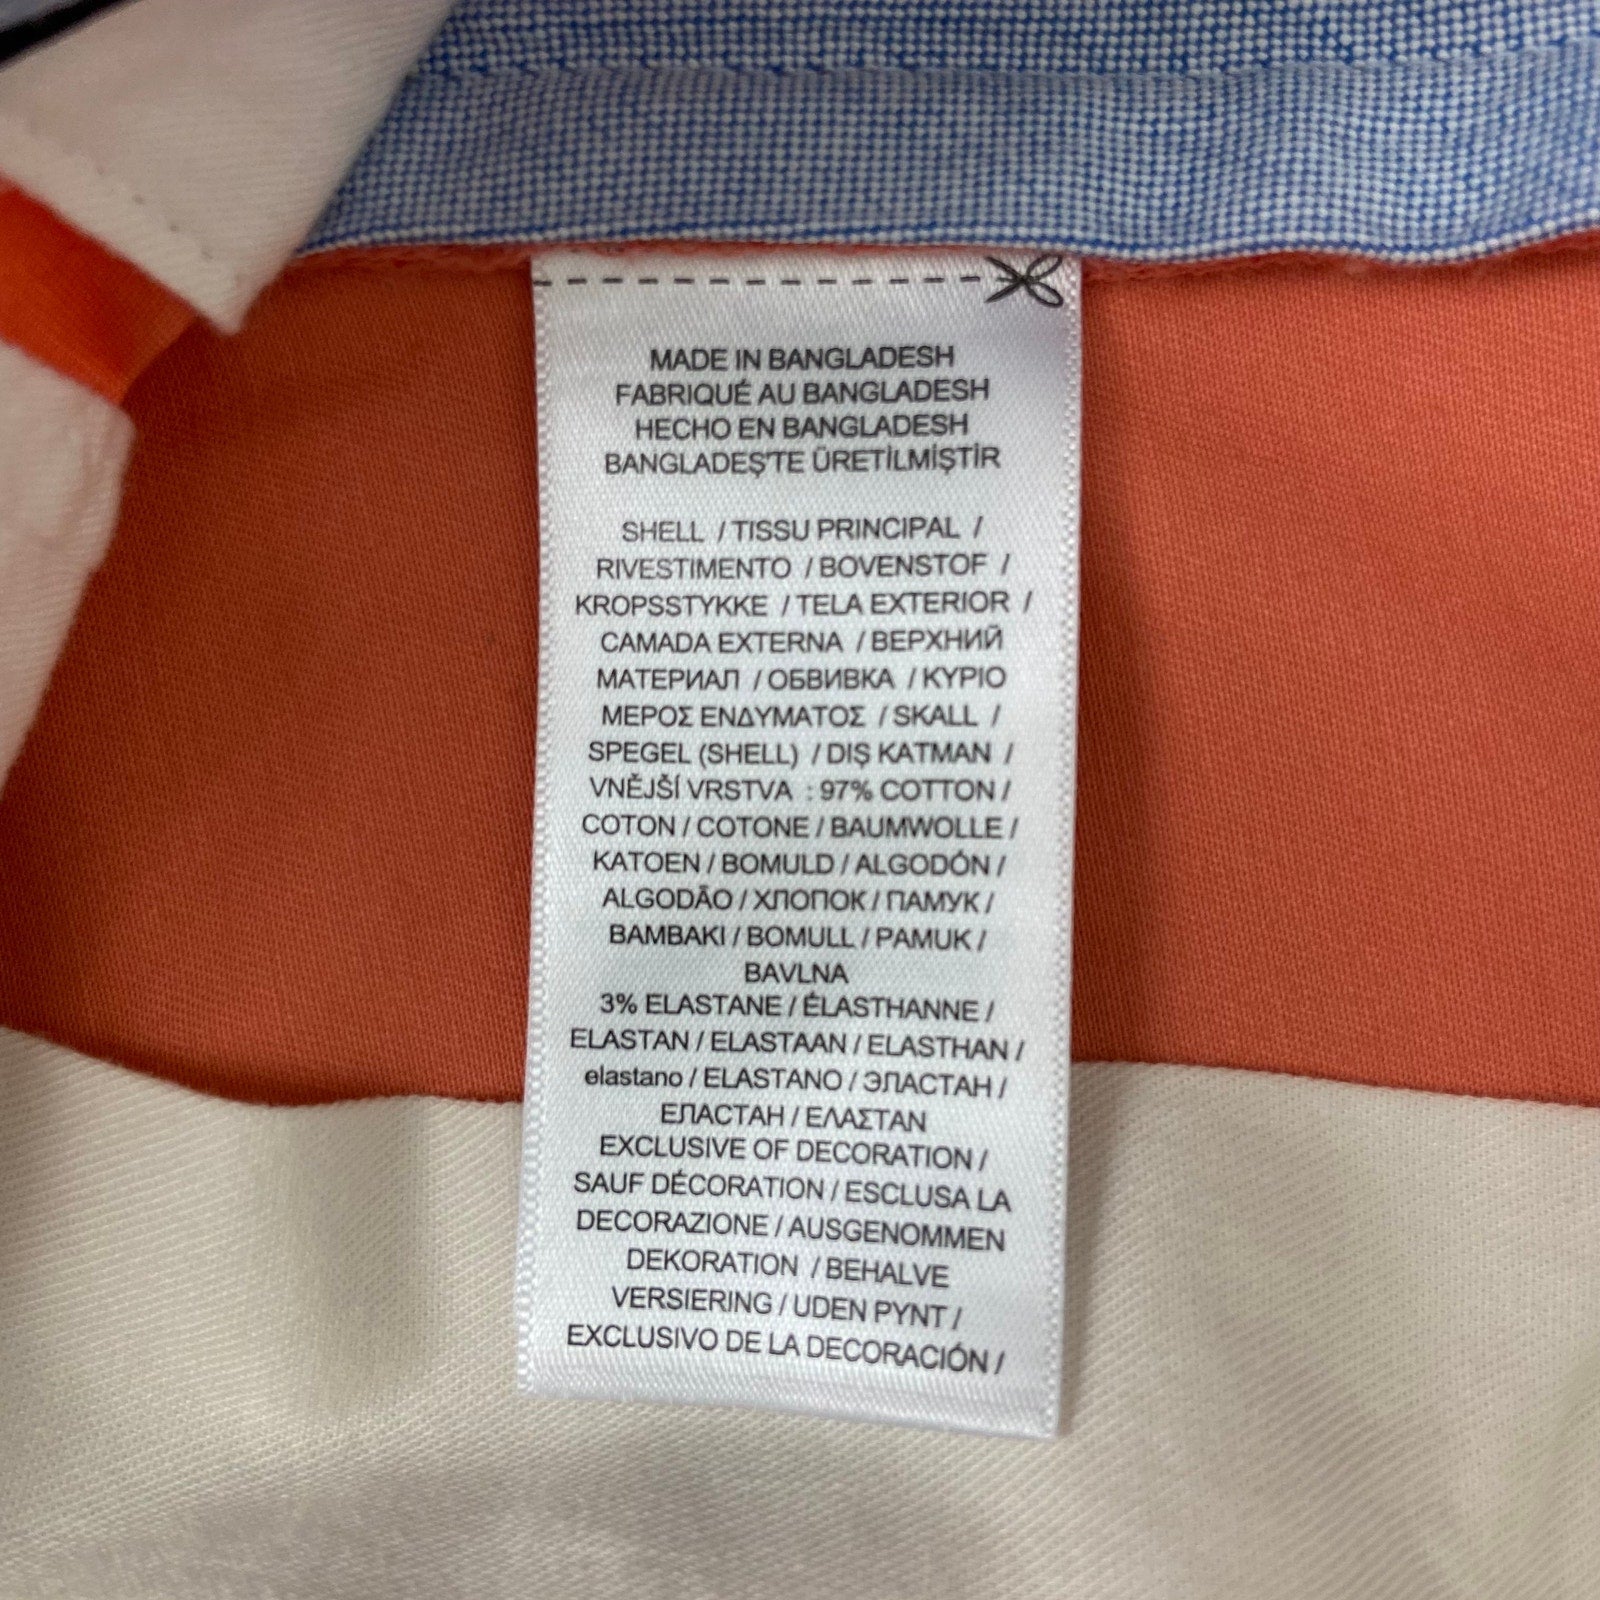 MADE IN BANGLADESH
FABRIQUÉ AU BANGLADESH
HECHO EN BANGLADESH
BANGLADEŞ'TE ÜRETİLMİŞTİR
SHELL / TISSU PRINCIPAL /
RIVESTIMENTO / BOVENSTOF /
KROPSSTYKKE / TELA EXTERIOR /
CAMADA EXTERNA / ВЕРХНИЙ
МАТЕРИАЛ / ОБВИВКА / ΚΥΡΙΟ
ΜΕΡΟΣ ΕΝΔΥΜΑΤΟΣ / SKALL /
SPEGEL (SHELL) / DIŞ KATMAN /
VNĚJŠÍ VRSTVA : 97% COTTON /
COTON / COTONE / BAUMWOLLE /
KATOEN / BOMULD / ALGODÓN /
ALGODÃO / ХЛОПОК / ПАМУК /
ΒΑΜΒΑΚΙ / BOMULL / PAMUK /
BAVLNA
3% ELASTANE / ÉLASTHANNE /
ELASTAN / ELASTAAN / ELASTHAN /
elastano / ELASTANO / ЭЛАСТАН /
ЕЛАСТАН / ΕΛΑΣΤΑΝ
EXCLUSIVE OF DECORATION /
SAUF DÉCORATION / ESCLUSA LA
DECORAZIONE / AUSGENOMMEN
DEKORATION / BEHALVE
VERSIERING / UDEN PYNT /
EXCLUSIVO DE LA DECORACIÓN /